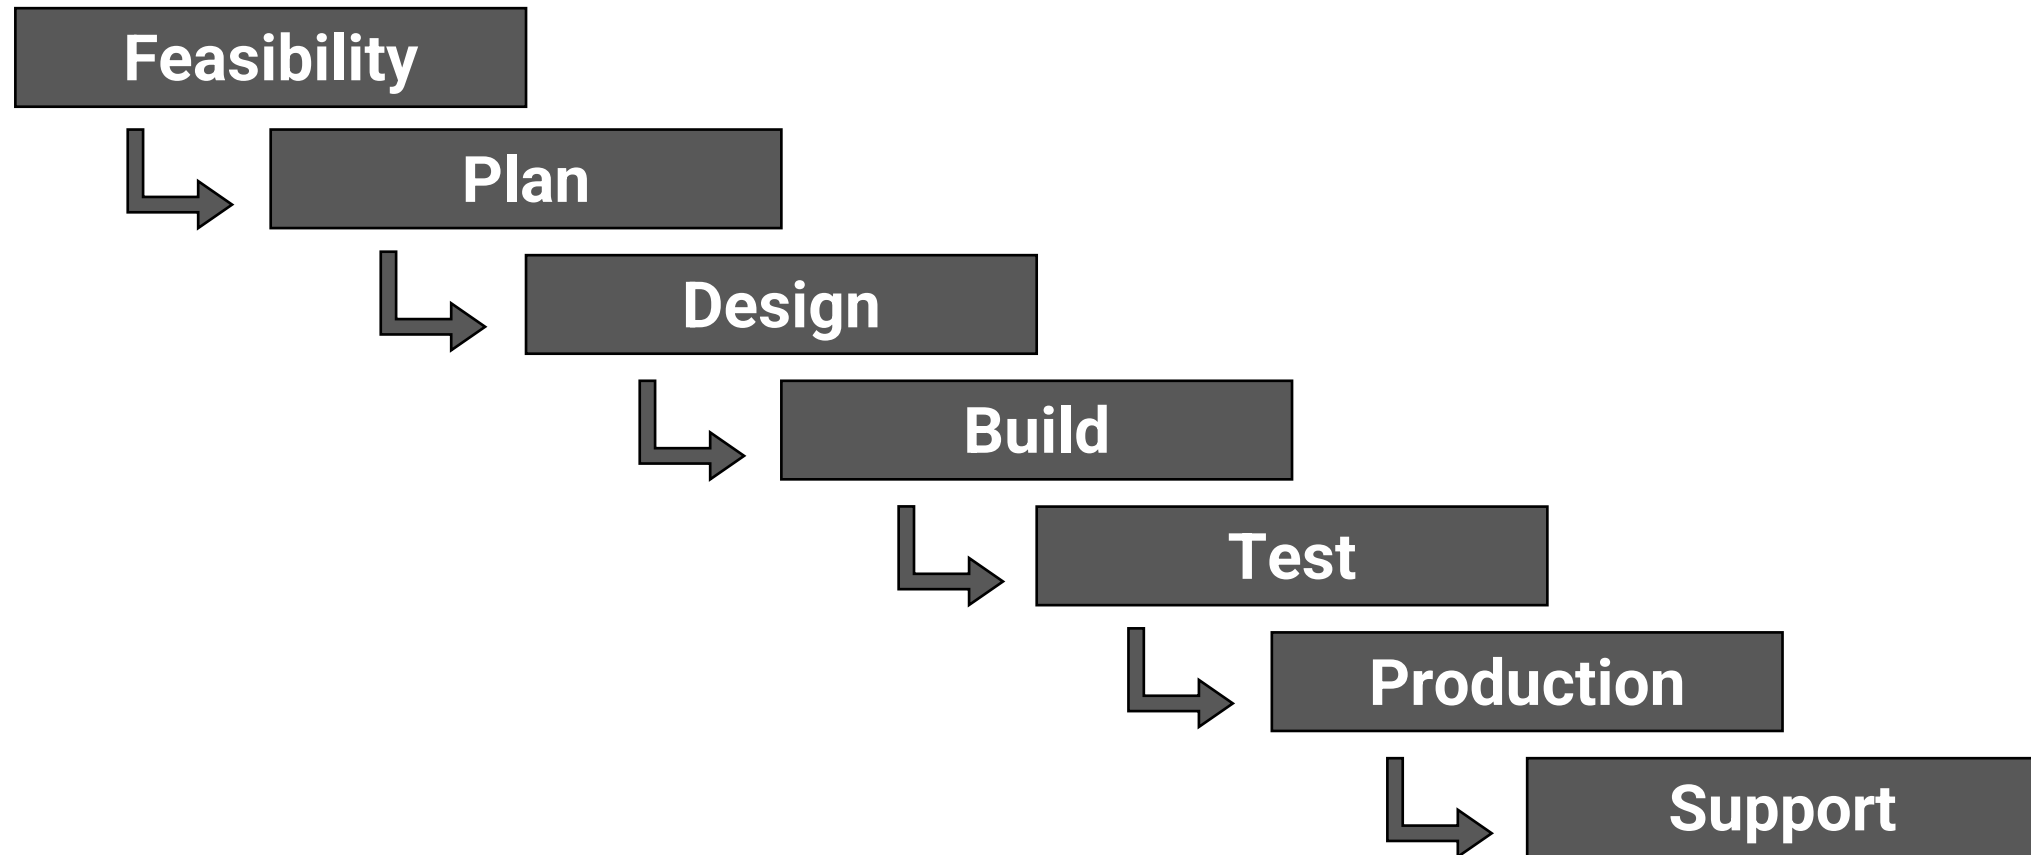 Feasibility
Plan
Design
Build
Test
Production
Support